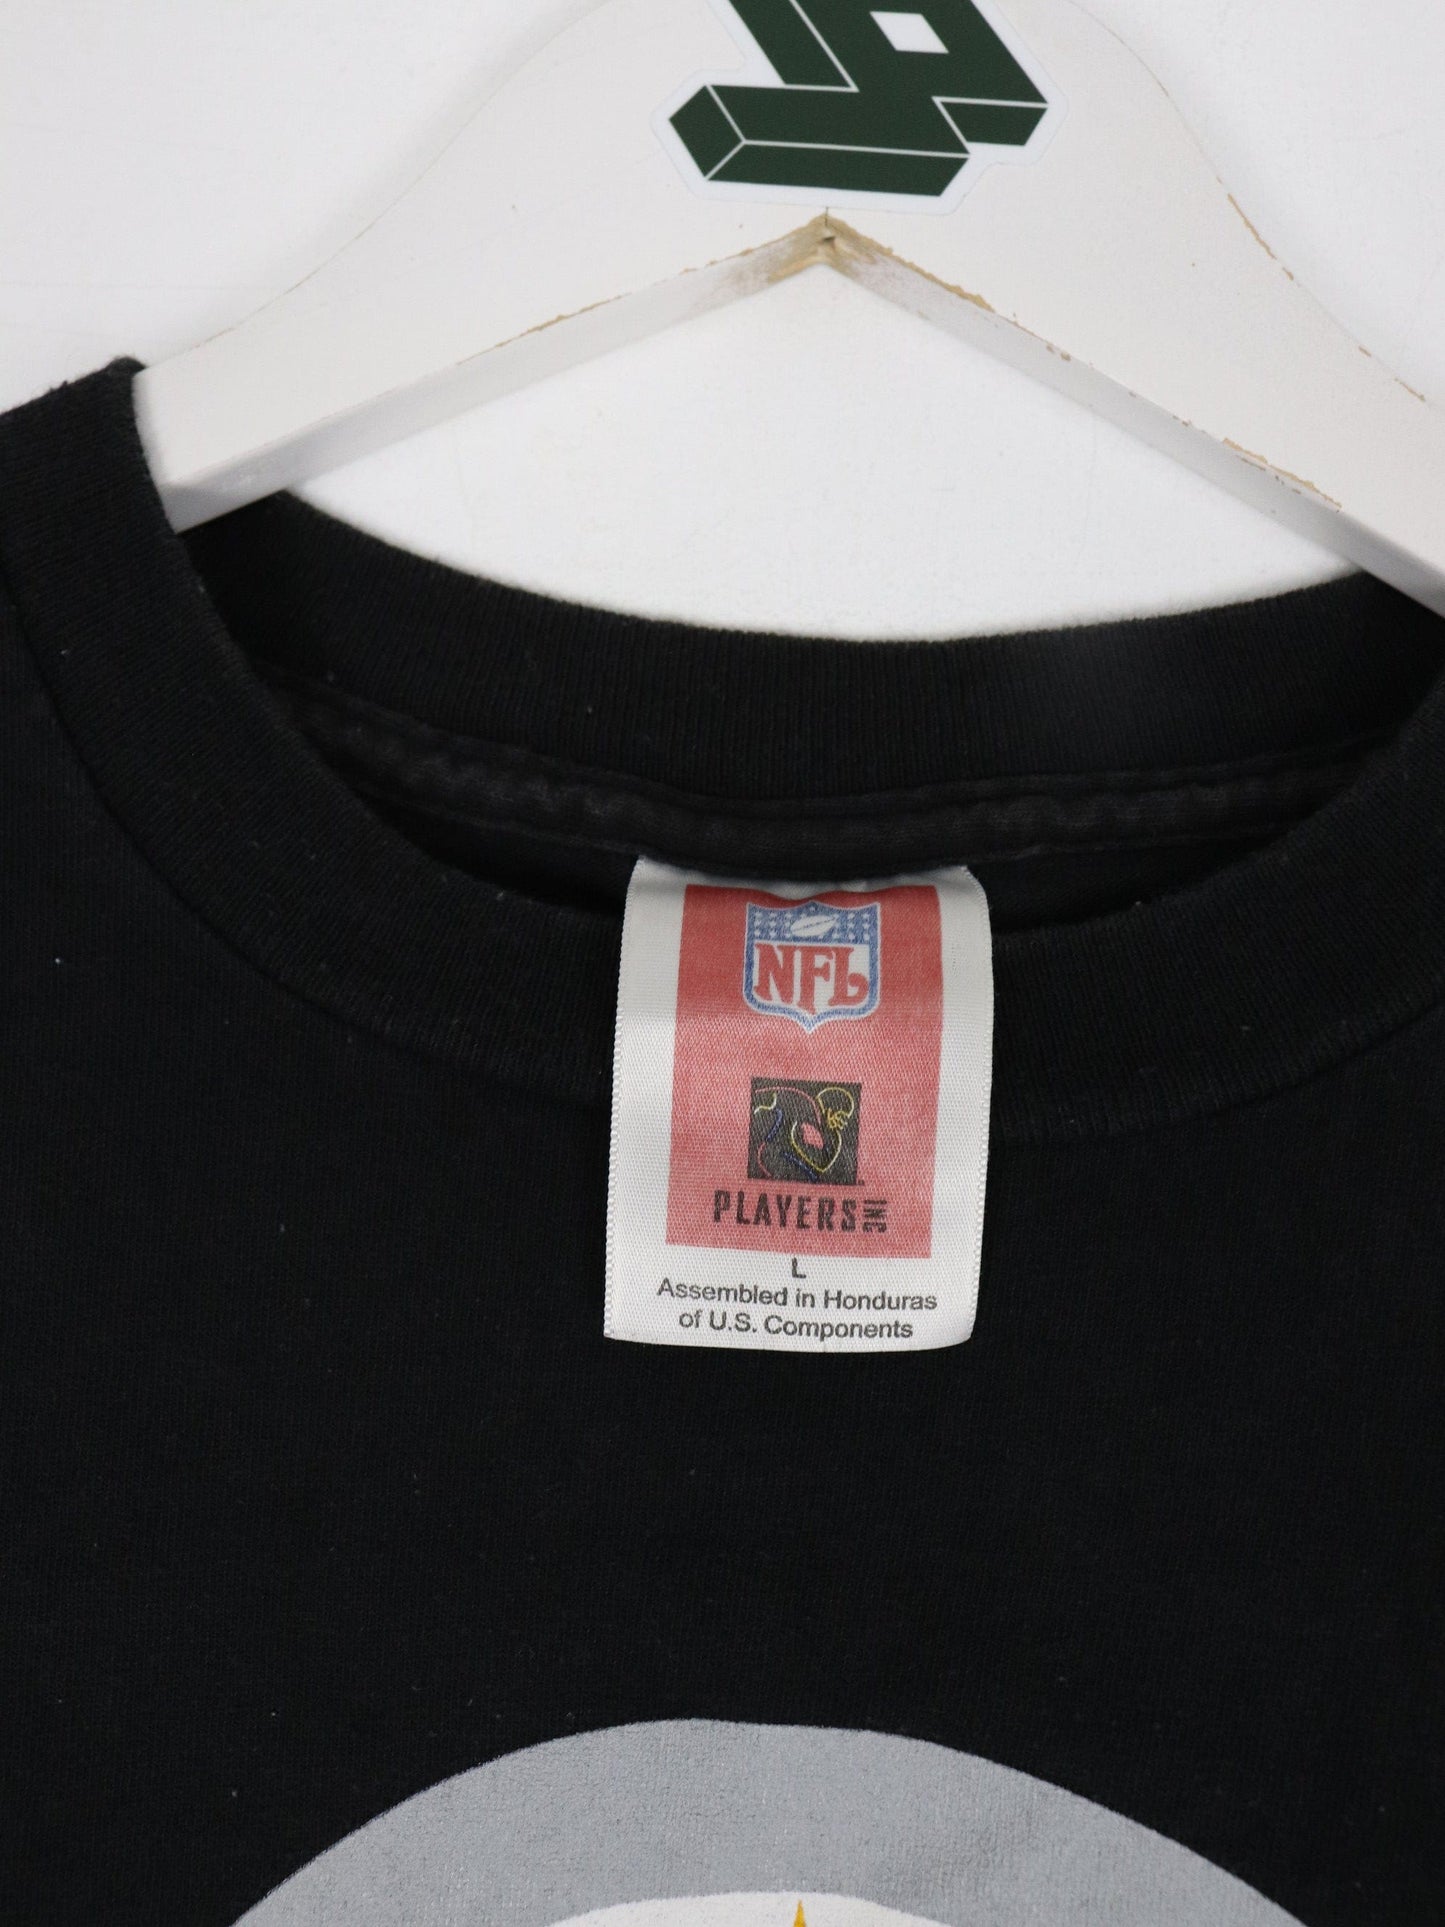 NFL
PLAYERS INC
L
Assembled in Honduras
of U.S. Components